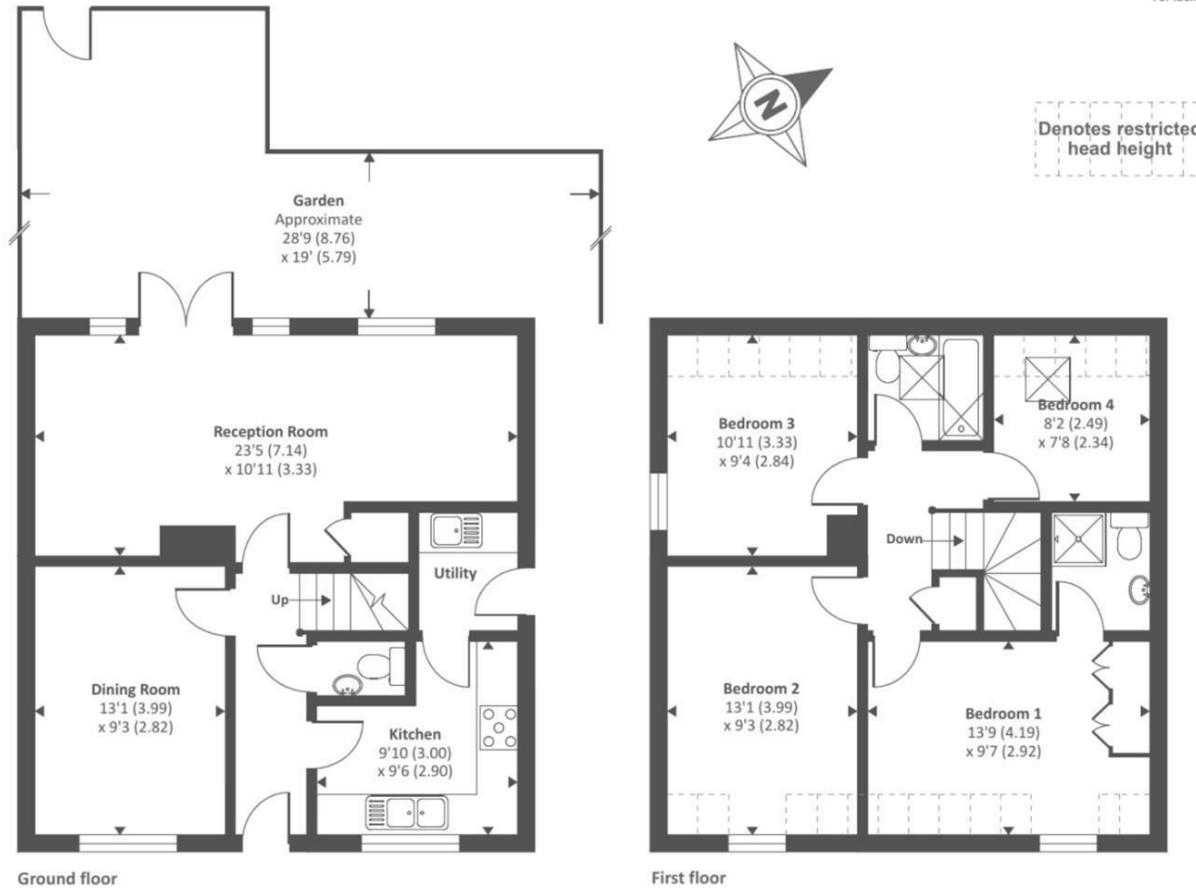 N
Denotes restricted
head height
Garden
Approximate
28'9 (8.76)
x 19' (5.79)
Reception Room
23'5 (7.14)
x 10'11 (3.33)
Utility
Up
Dining Room
13'1 (3.99)
x 9'3 (2.82)
Kitchen
9'10 (3.00)
x 9'6 (2.90)
Ground floor
Bedroom 3
10'11 (3.33)
x 9'4 (2.84)
Bedroom 4
8'2 (2.49)
x 7'8 (2.34)
Down
Bedroom 2
13'1 (3.99)
x 9'3 (2.82)
Bedroom 1
13'9 (4.19)
x 9'7 (2.92)
First floor